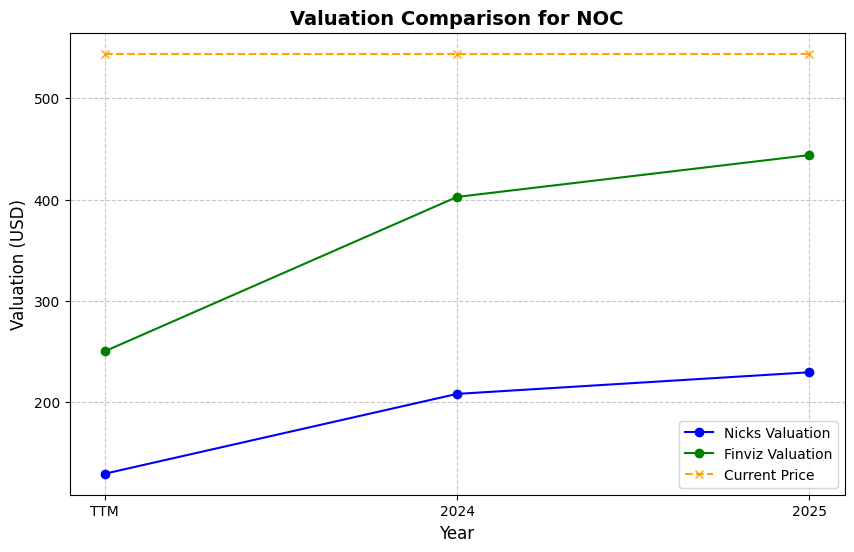 Valuation Comparison for NOC
Valuation (USD)
500
400
300
200
TTM
2024
2025
Year
Nicks Valuation
Finviz Valuation
Current Price